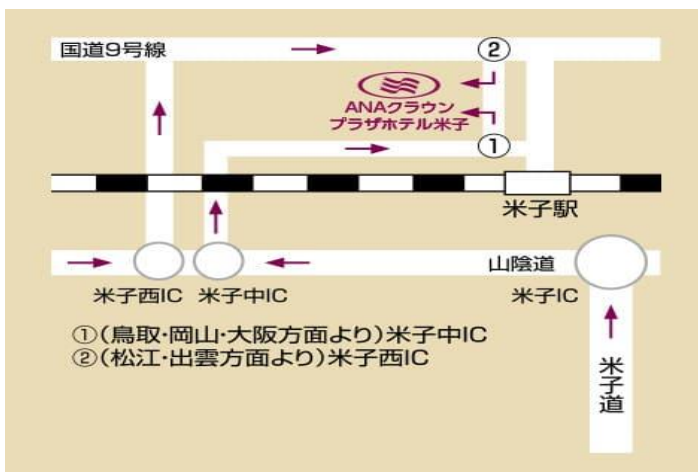 国道9号線
②
ANAクラウン
プラザホテル米子
①
米子駅
山陰道
米子西IC
米子中IC
米子IC
①(鳥取・岡山・大阪方面より)米子中IC
②(松江・出雲方面より)米子西IC
米子道